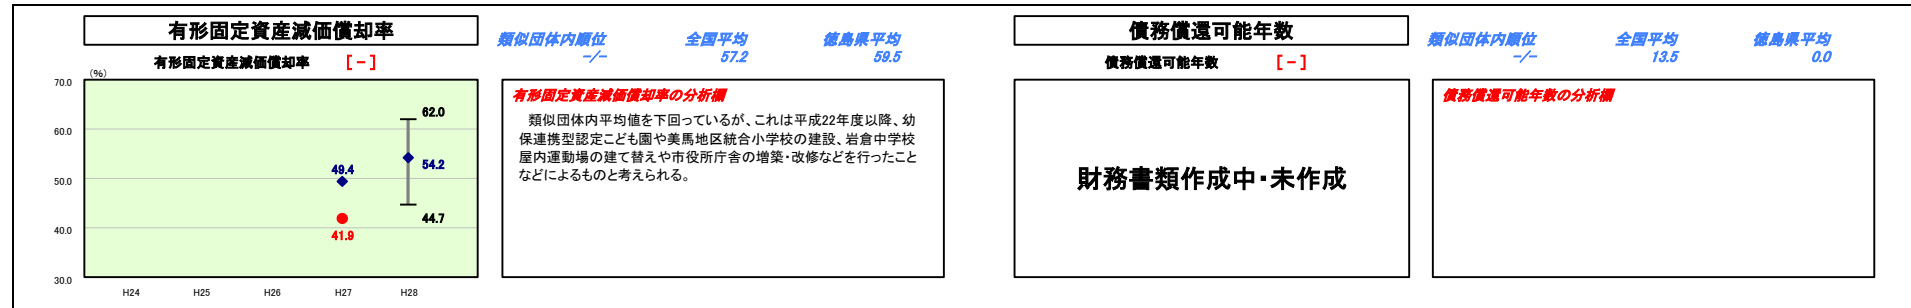 有形固定資産減価償却率
有形固定資産減価償却率 [－]
類似団体内順位 全国平均 徳島県平均
-/- 57.2 59.5
(%)
70.0
60.0
50.0
40.0
30.0
62.0
49.4
54.2
44.7
41.9
H24 H25 H26 H27 H28
有形固定資産減価償却率の分析欄
類似団体内平均値を下回っているが、これは平成22年度以降、幼
保連携型認定こども園や美馬地区統合小学校の建設、岩倉中学校
屋内運動場の建て替えや市役所庁舎の増築・改修などを行ったこと
などによるものと考えられる。
債務償還可能年数
債務償還可能年数 [－]
類似団体内順位 全国平均 徳島県平均
-/- 13.5 0.0
財務書類作成中・未作成
債務償還可能年数の分析欄